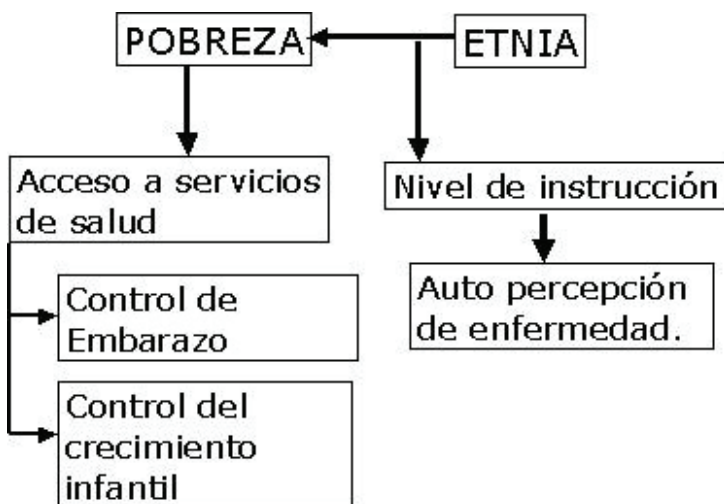 POBREZA
ETNIA
Acceso a servicios
de salud
Nivel de instrucción
Control de
Embarazo
Auto percepción
de enfermedad.
Control del
crecimiento
infantil